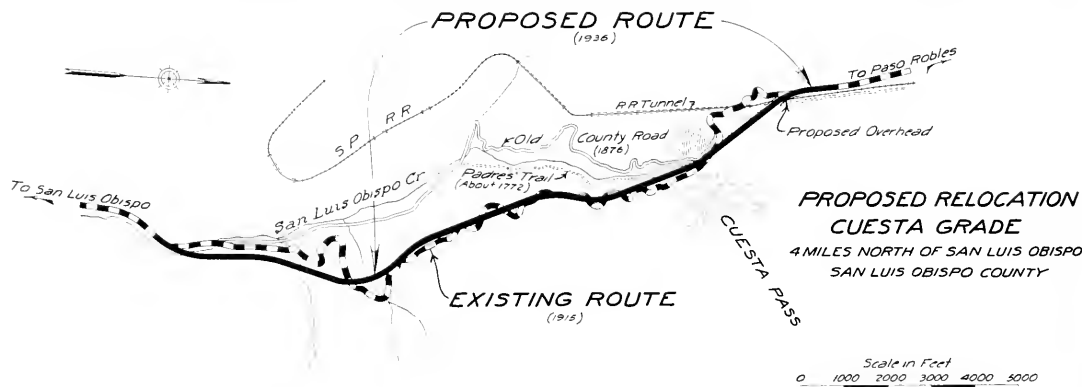 PROPOSED ROUTE
(1936)
To Paso Robles
S P R R
RR Tunnel
Old County Road
(1876)
Proposed Overhead
Padres' Trail
(About 1772)
To San Luis Obispo
San Luis Obispo Cr
PROPOSED RELOCATION
CUESTA GRADE
4 MILES NORTH OF SAN LUIS OBISPO
SAN LUIS OBISPO COUNTY
CUESTA PASS
EXISTING ROUTE
(1915)
Scale in Feet
0 1000 2000 3000 4000 5000